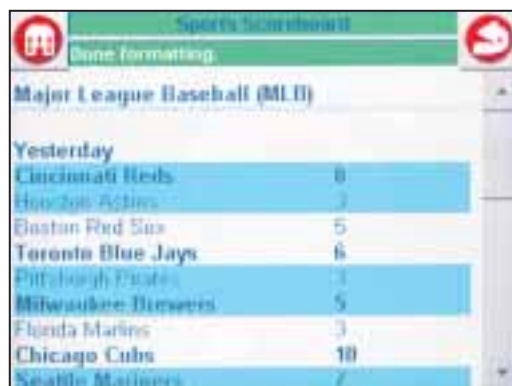 Sports Scoreboard
Done formatting.
Major League Baseball (MLB)
Yesterday
Cincinnati Reds 8
Houston Astros 3
Boston Red Sox 5
Toronto Blue Jays 6
Pittsburgh Pirates 3
Milwaukee Brewers 5
Florida Marlins 3
Chicago Cubs 10
Seattle Mariners 7